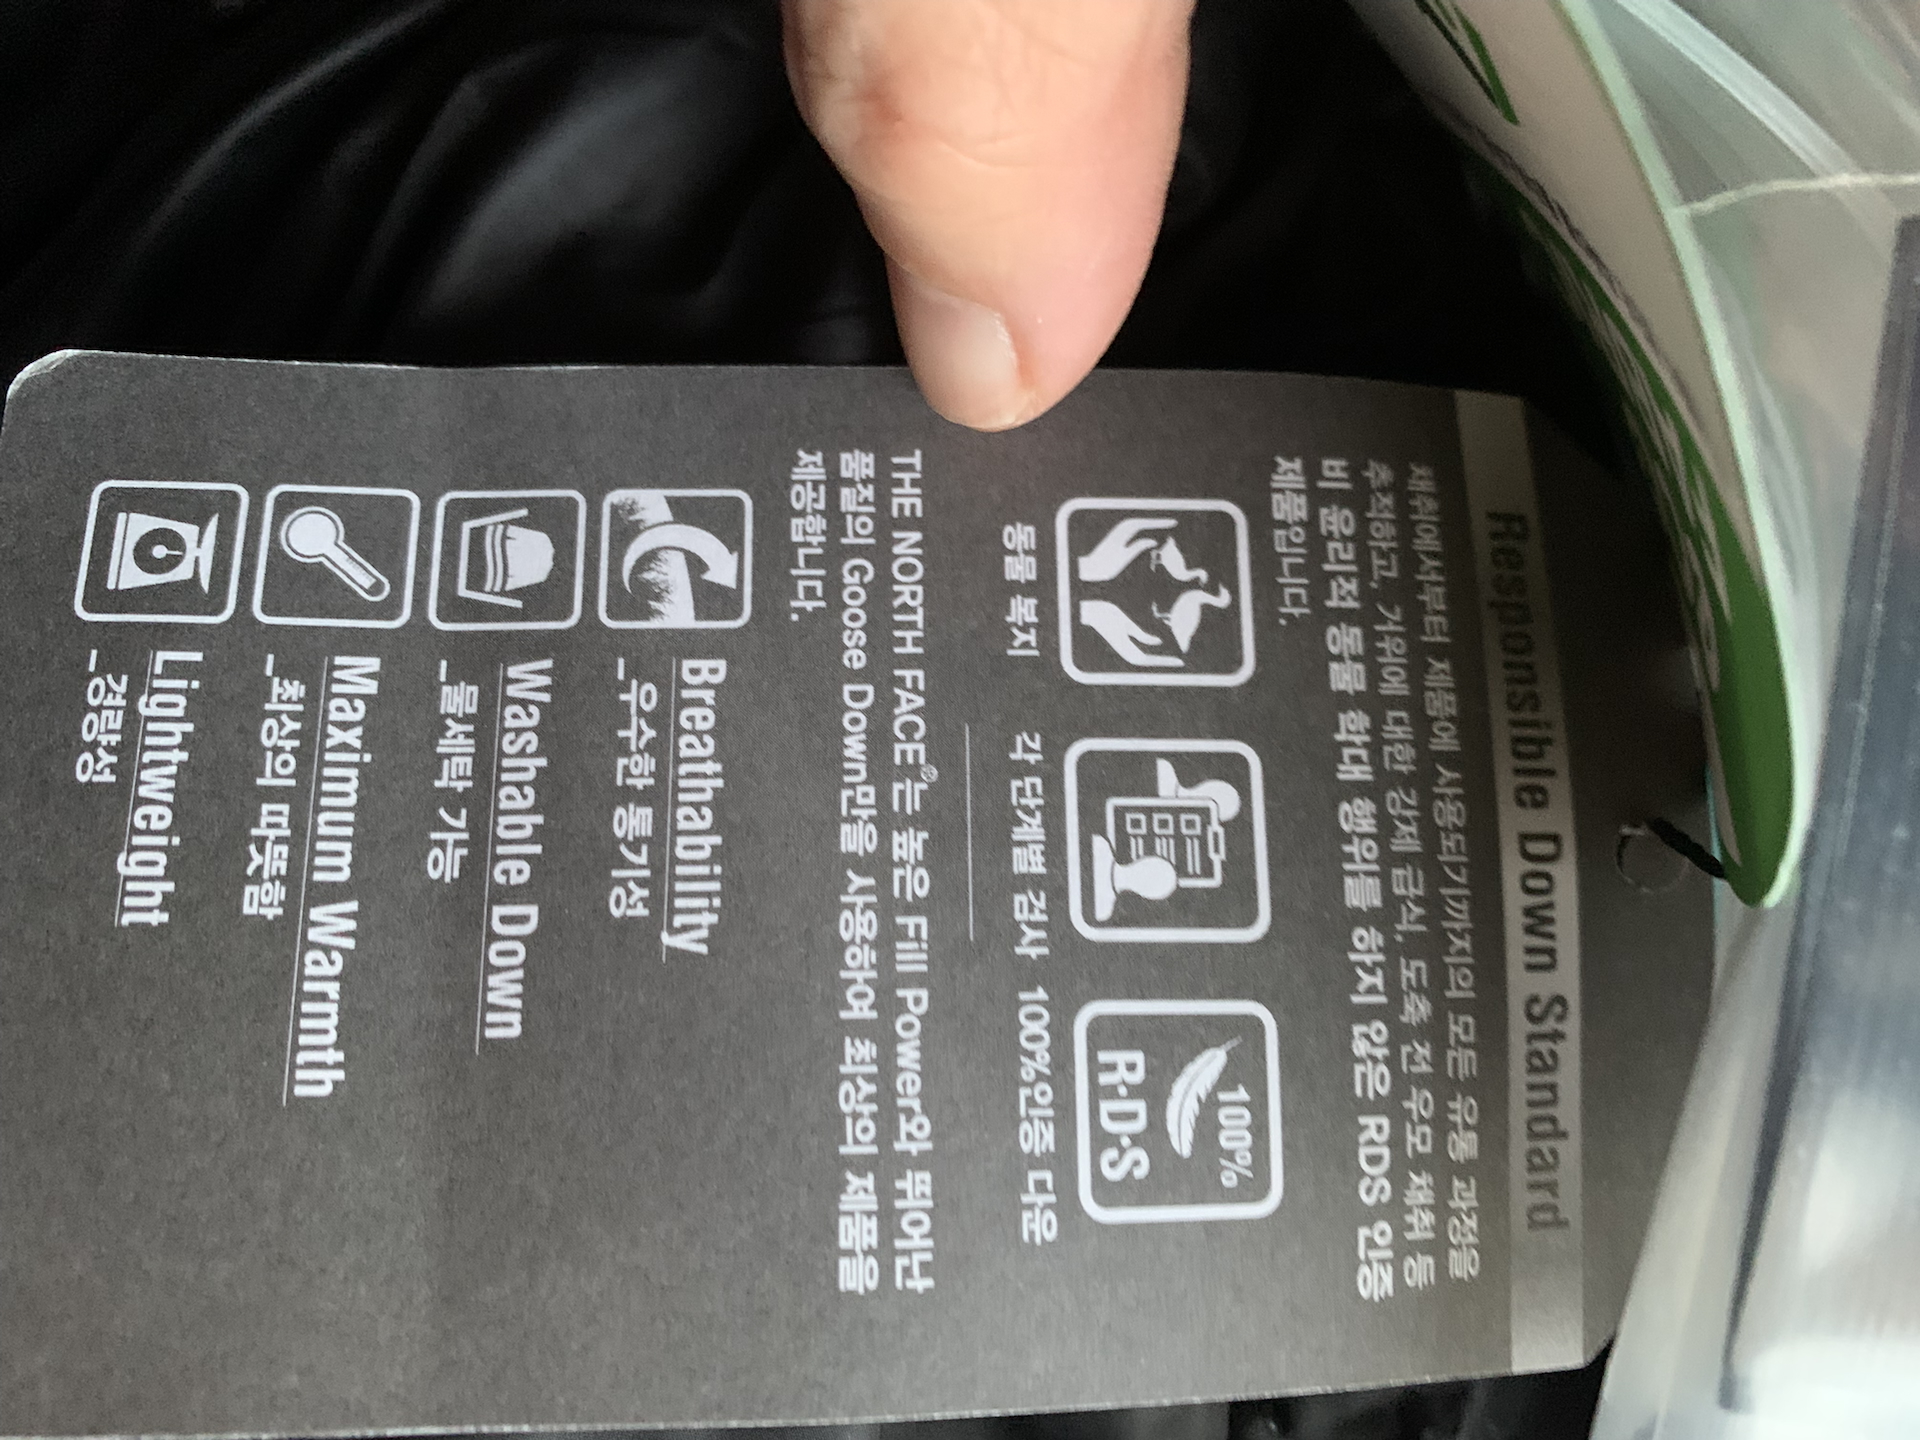 Responsible Down Standard
채취에서부터 제품에 사용되기까지의 모든 유통 과정을
추적하고, 거위에 대한 강제 급식, 도축 전 우모 채취 등
비 윤리적 동물 학대 행위를 하지 않은 RDS 인증
제품입니다.
100%
R·D·S
동물 복지
각 단계별 검사
100%인증 다운
THE NORTH FACE®는 높은 Fill Power와 뛰어난
품질의 Goose Down만을 사용하여 최상의 제품을
제공합니다.
Breathability
_우수한 통기성
Washable Down
_물세탁 가능
Maximum Warmth
_최상의 따뜻함
Lightweight
_경량성